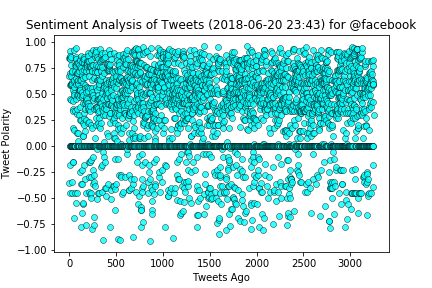 Sentiment Analysis of Tweets (2018-06-20 23:43) for @facebook
1.00
0.75
0.50
0.25
0.00
−0.25
−0.50
−0.75
−1.00
Tweet Polarity
0 500 1000 1500 2000 2500 3000
Tweets Ago